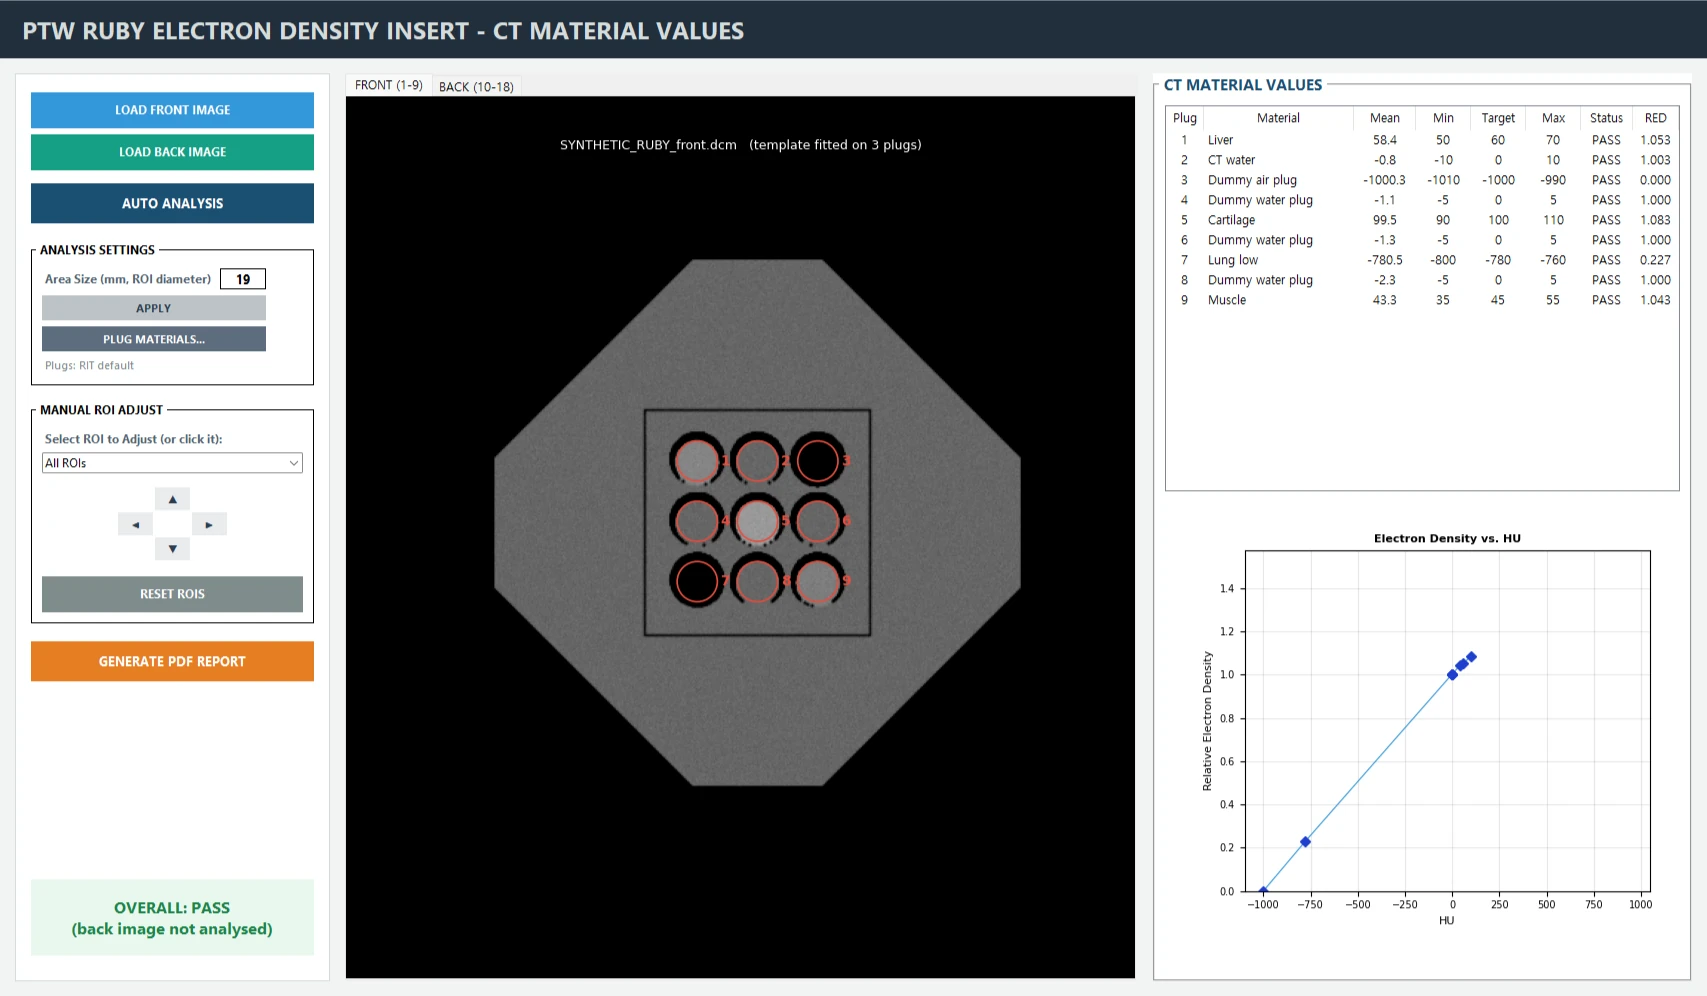 PTW RUBY ELECTRON DENSITY INSERT - CT MATERIAL VALUES
LOAD FRONT IMAGE
LOAD BACK IMAGE
AUTO ANALYSIS
ANALYSIS SETTINGS
Area Size (mm, ROI diameter) 19
APPLY
PLUG MATERIALS...
Plugs: RIT default
MANUAL ROI ADJUST
Select ROI to Adjust (or click it):
All ROIs
▲
◄ ►
▼
RESET ROIS
GENERATE PDF REPORT
OVERALL: PASS
(back image not analysed)
FRONT (1-9) BACK (10-18)
SYNTHETIC_RUBY_front.dcm (template fitted on 3 plugs)
1 2 3
4 5 6
7 8 9
CT MATERIAL VALUES
Plug Material Mean Min Target Max Status RED
1 Liver 58.4 50 60 70 PASS 1.053
2 CT water -0.8 -10 0 10 PASS 1.003
3 Dummy air plug -1000.3 -1010 -1000 -990 PASS 0.000
4 Dummy water plug -1.1 -5 0 5 PASS 1.000
5 Cartilage 99.5 90 100 110 PASS 1.083
6 Dummy water plug -1.3 -5 0 5 PASS 1.000
7 Lung low -780.5 -800 -780 -760 PASS 0.227
8 Dummy water plug -2.3 -5 0 5 PASS 1.000
9 Muscle 43.3 35 45 55 PASS 1.043
Electron Density vs. HU
Relative Electron Density
1.4
1.2
1.0
0.8
0.6
0.4
0.2
0.0
−1000 −750 −500 −250 0 250 500 750 1000
HU